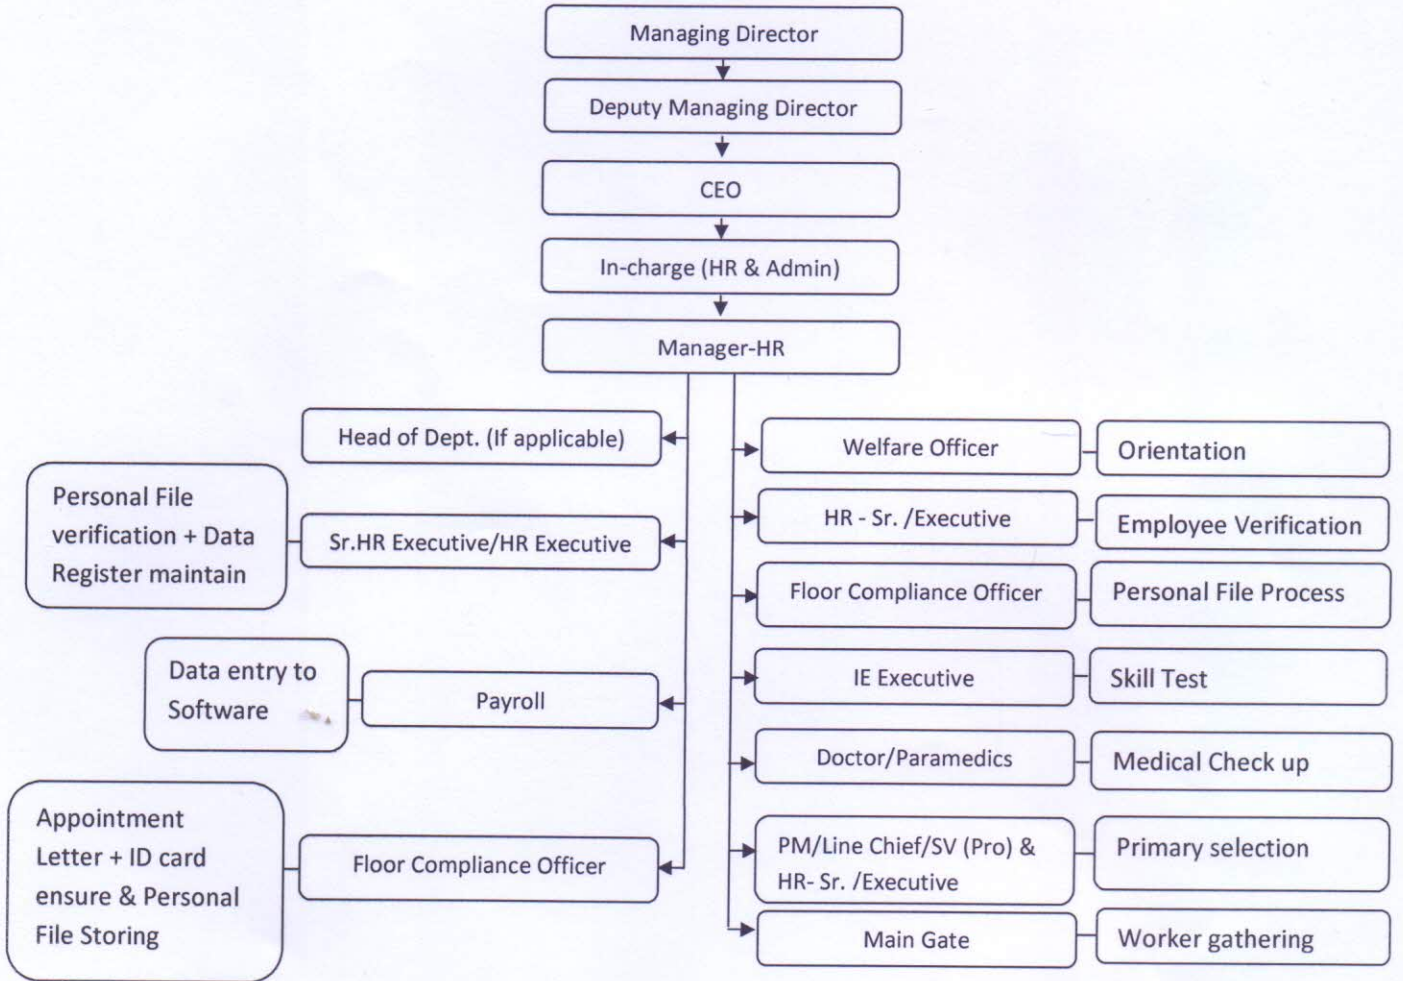 Managing Director
Deputy Managing Director
CEO
In-charge (HR & Admin)
Manager-HR
Head of Dept. (If applicable)
Personal File
verification + Data
Register maintain
Sr.HR Executive/HR Executive
Data entry to
Software
Payroll
Appointment
Letter + ID card
ensure & Personal
File Storing
Floor Compliance Officer
Welfare Officer
Orientation
HR - Sr. /Executive
Employee Verification
Floor Compliance Officer
Personal File Process
IE Executive
Skill Test
Doctor/Paramedics
Medical Check up
PM/Line Chief/SV (Pro) &
HR- Sr. /Executive
Primary selection
Main Gate
Worker gathering